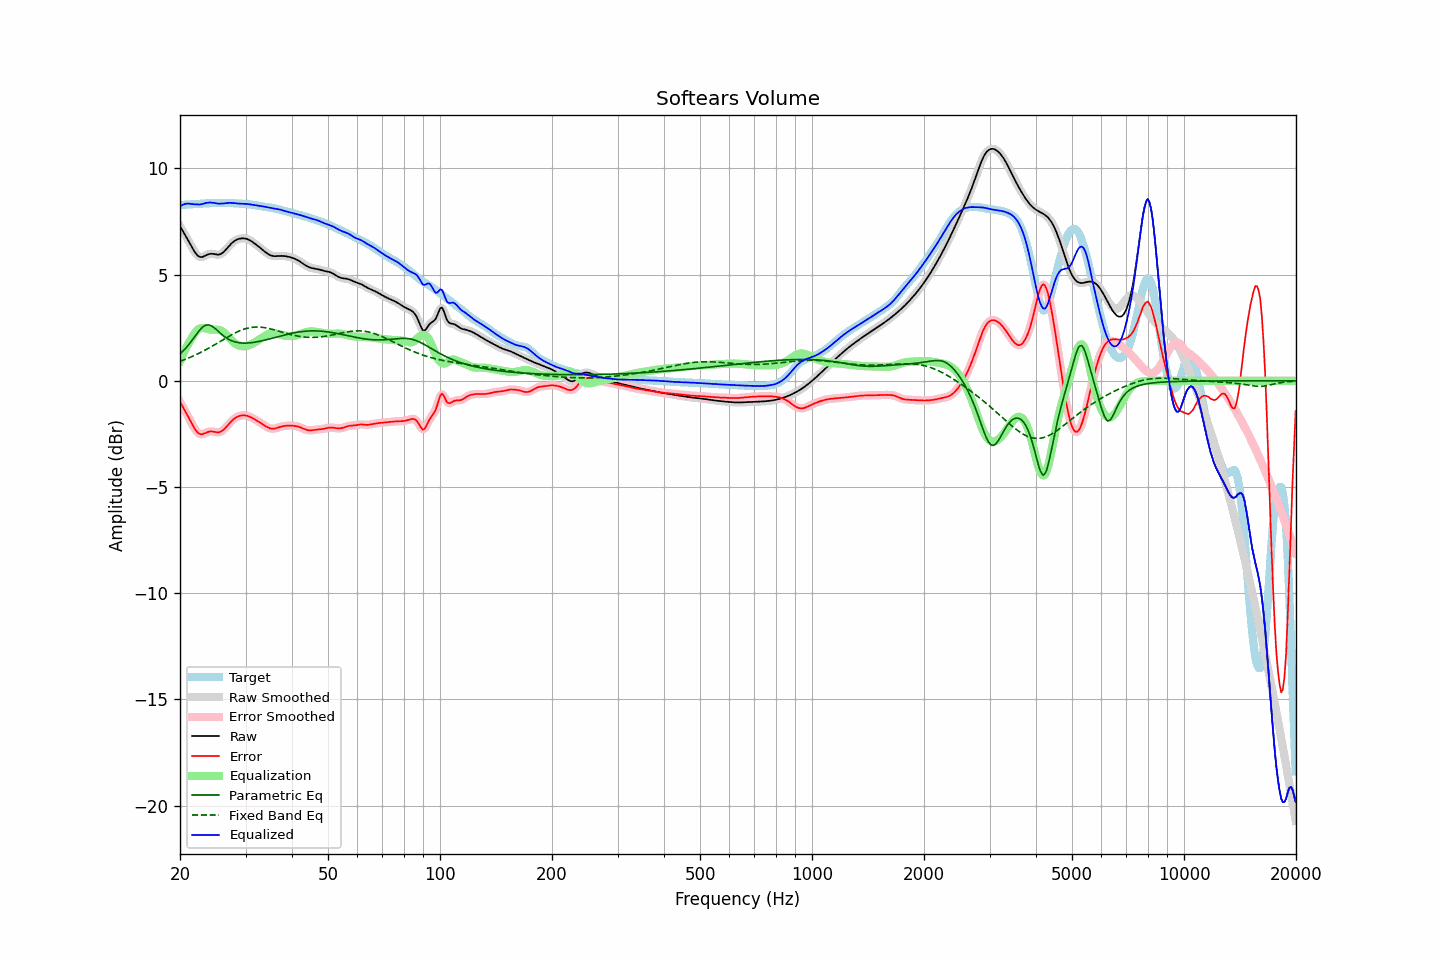 Softears Volume
Amplitude (dBr)
10
5
0
−5
−10
−15
−20
Target
Raw Smoothed
Error Smoothed
Raw
Error
Equalization
Parametric Eq
Fixed Band Eq
Equalized
20 50 100 200 500 1000 2000 5000 10000 20000
Frequency (Hz)